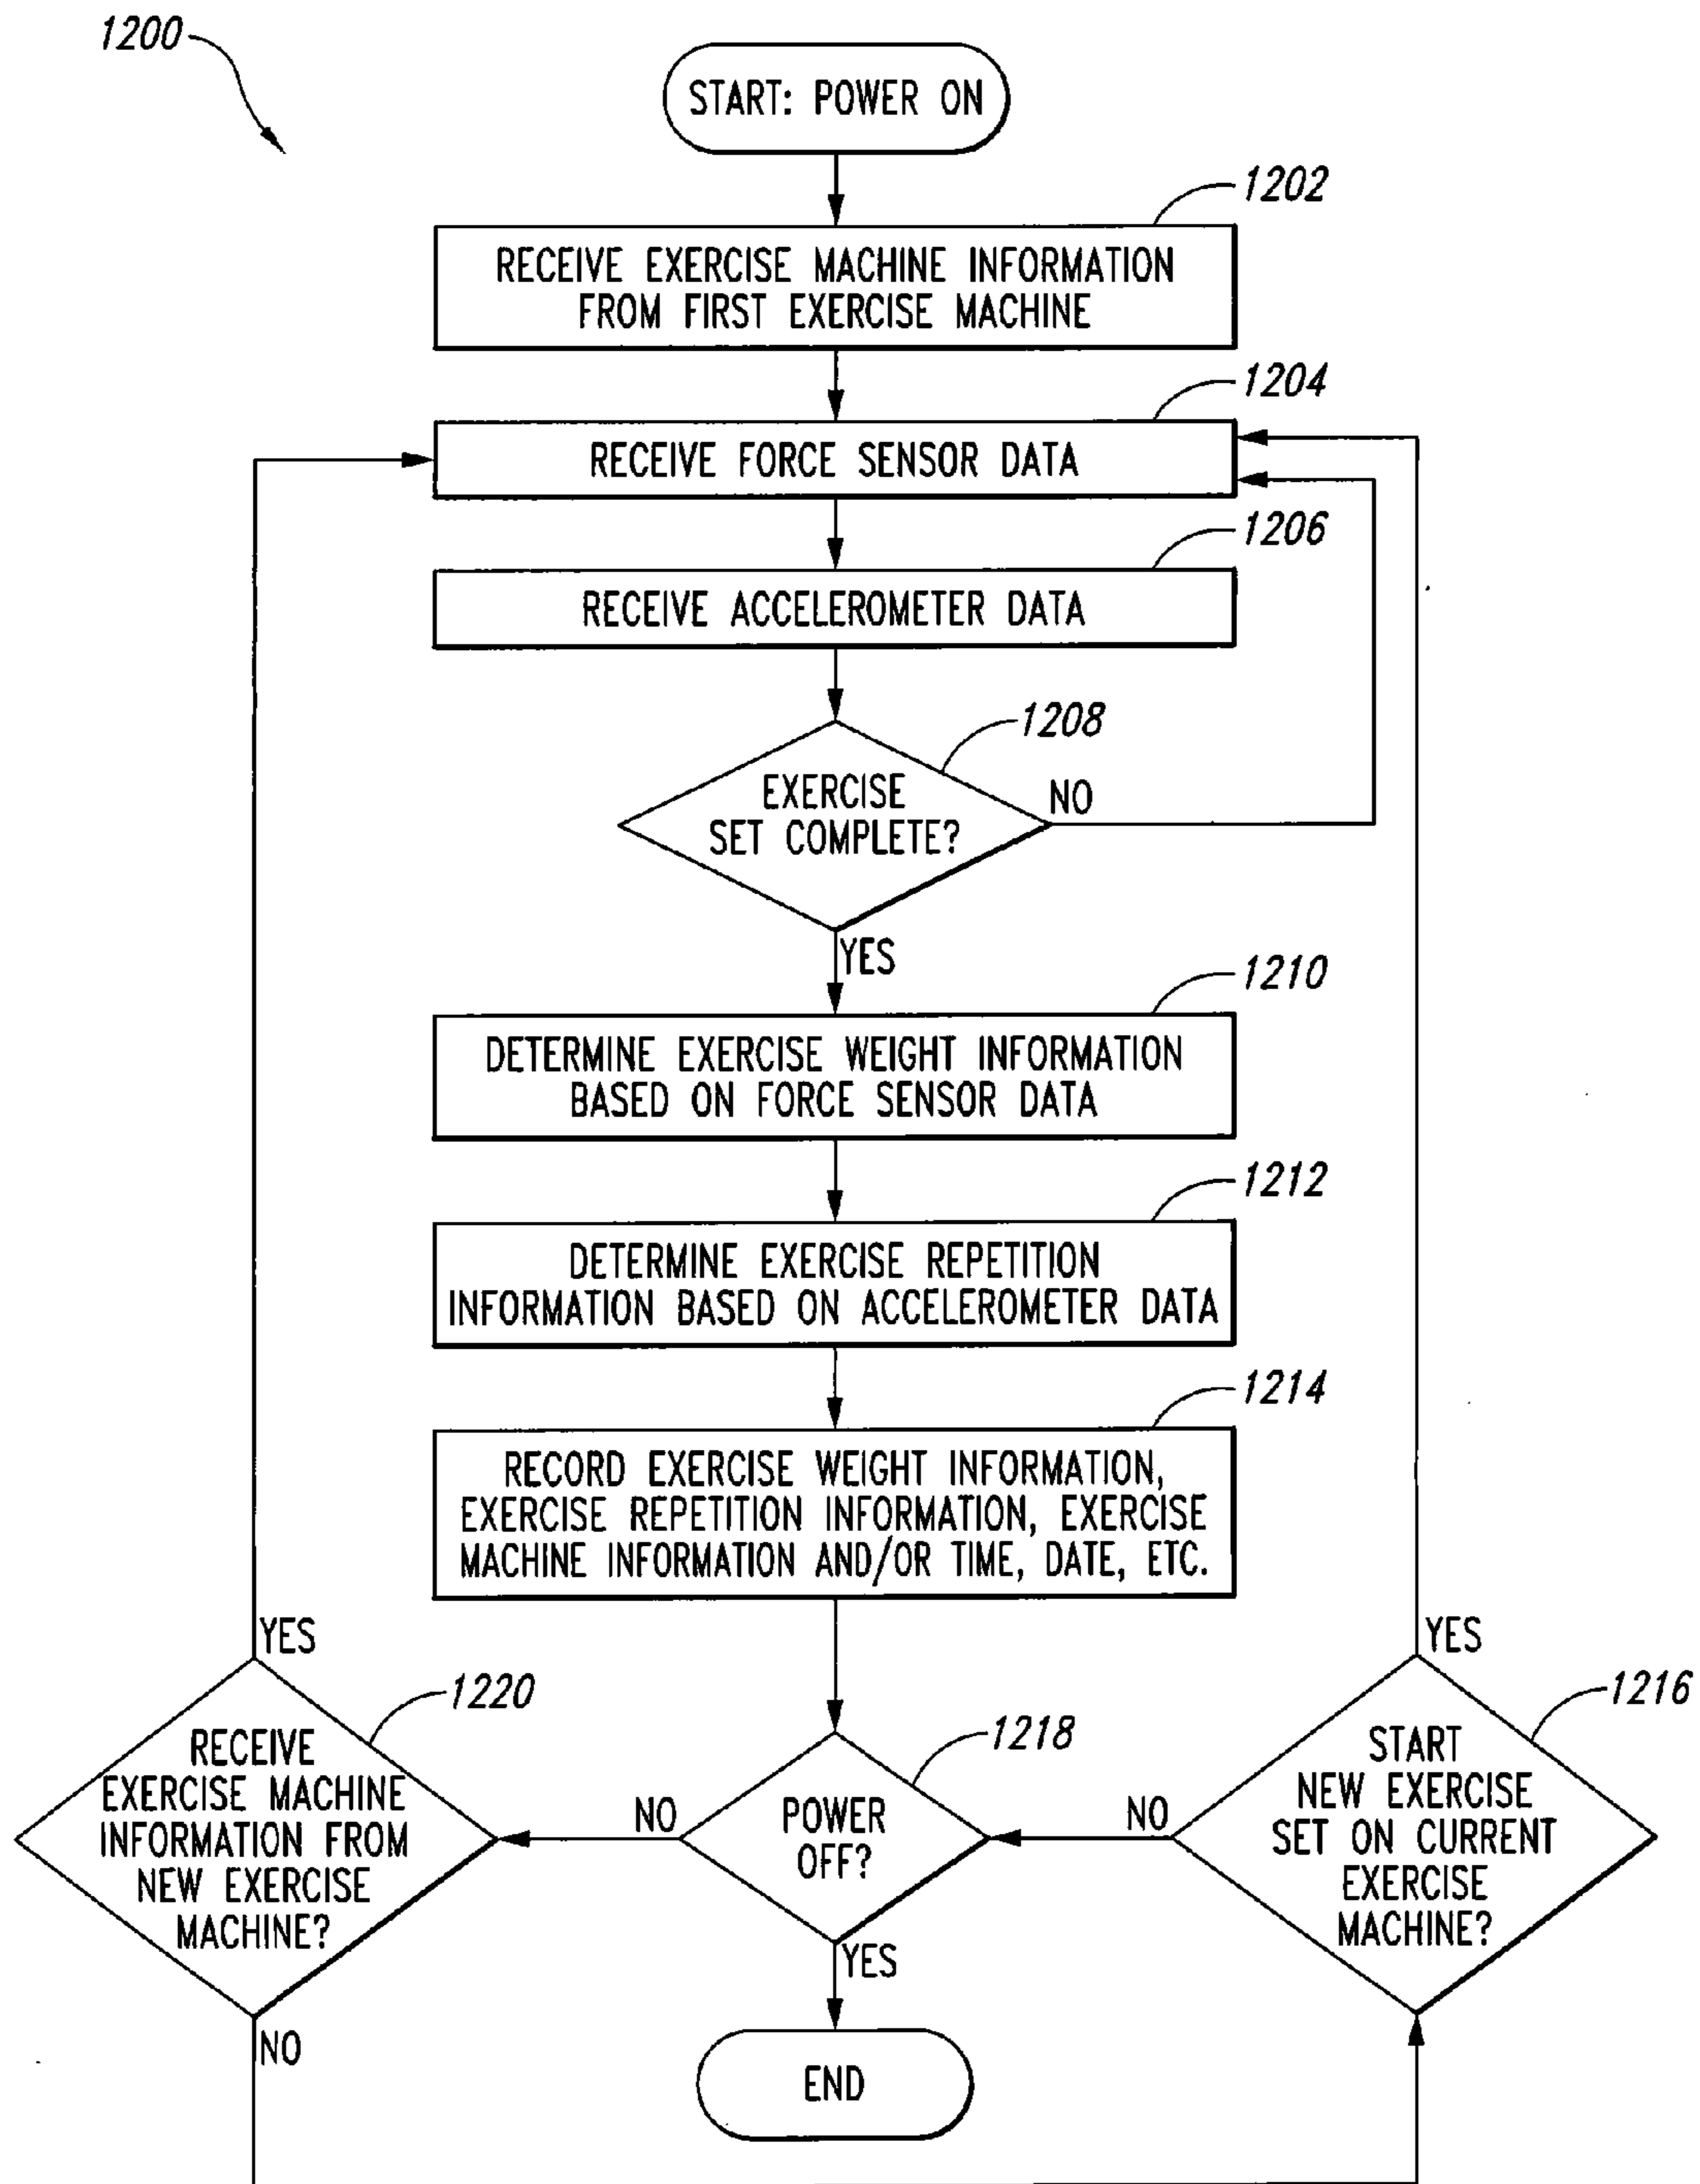 1200
START: POWER ON
1202
RECEIVE EXERCISE MACHINE INFORMATION
FROM FIRST EXERCISE MACHINE
1204
RECEIVE FORCE SENSOR DATA
1206
RECEIVE ACCELEROMETER DATA
1208
EXERCISE
SET COMPLETE?
NO
YES
1210
DETERMINE EXERCISE WEIGHT INFORMATION
BASED ON FORCE SENSOR DATA
1212
DETERMINE EXERCISE REPETITION
INFORMATION BASED ON ACCELEROMETER DATA
1214
RECORD EXERCISE WEIGHT INFORMATION,
EXERCISE REPETITION INFORMATION, EXERCISE
MACHINE INFORMATION AND/OR TIME, DATE, ETC.
YES
1220
RECEIVE
EXERCISE MACHINE
INFORMATION FROM
NEW EXERCISE
MACHINE?
NO
1218
POWER
OFF?
NO
YES
YES
1216
START
NEW EXERCISE
SET ON CURRENT
EXERCISE
MACHINE?
NO
END